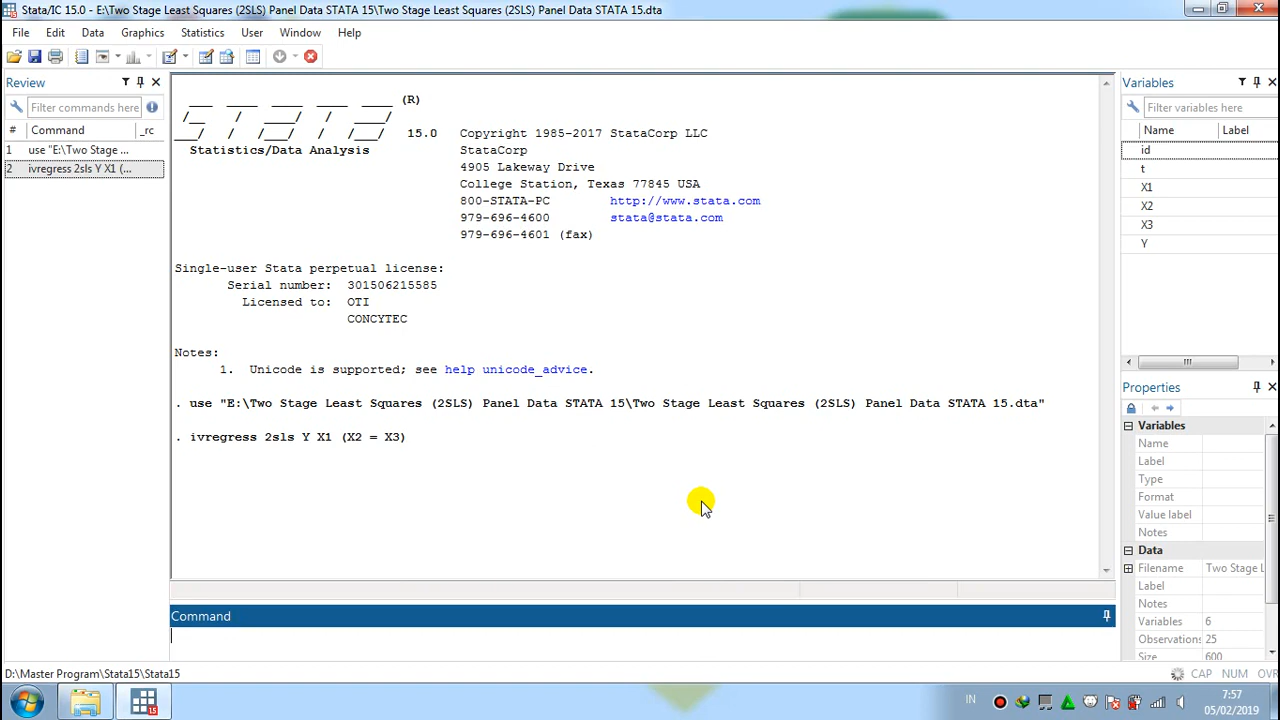 Stata/IC 15.0 - E:\Two Stage Least Squares (2SLS) Panel Data STATA 15\Two Stage Least Squares (2SLS) Panel Data STATA 15.dta
File Edit Data Graphics Statistics User Window Help
Review
Filter commands here
# Command _rc
1 use "E:\Two Stage ...
2 ivregress 2sls Y X1 (...
(R)
15.0 Copyright 1985-2017 StataCorp LLC
Statistics/Data Analysis StataCorp
4905 Lakeway Drive
College Station, Texas 77845 USA
800-STATA-PC http://www.stata.com
979-696-4600 stata@stata.com
979-696-4601 (fax)
Single-user Stata perpetual license:
Serial number: 301506215585
Licensed to: OTI
CONCYTEC
Notes:
1. Unicode is supported; see help unicode_advice.
. use "E:\Two Stage Least Squares (2SLS) Panel Data STATA 15\Two Stage Least Squares (2SLS) Panel Data STATA 15.dta"
. ivregress 2sls Y X1 (X2 = X3)
Command
Variables
Filter variables here
Name Label
id
t
X1
X2
X3
Y
Properties
Variables
Name
Label
Type
Format
Value label
Notes
Data
Filename Two Stage L
Label
Notes
Variables 6
Observations 25
Size 600
D:\Master Program\Stata15\Stata15
CAP NUM OVR
15
IN
7:57
05/02/2019